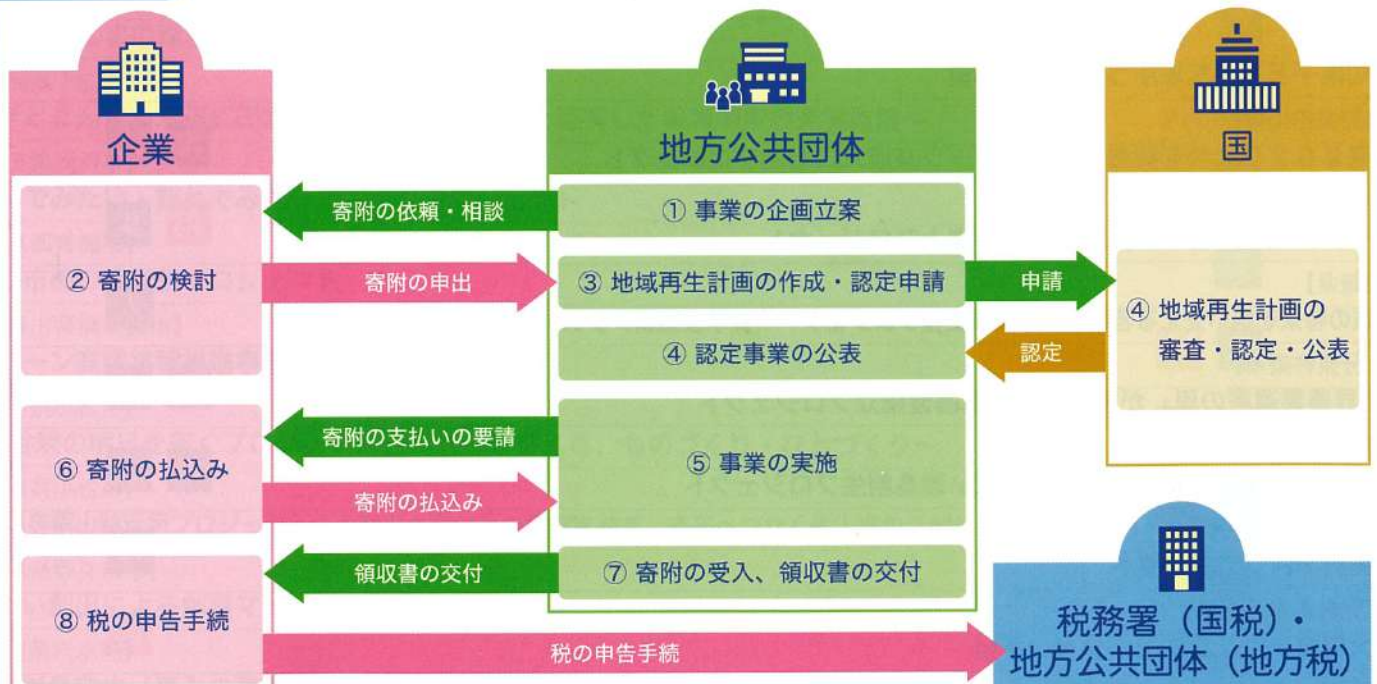 企業
地方公共団体
国
寄附の依頼・相談
① 事業の企画立案
② 寄附の検討
寄附の申出
③ 地域再生計画の作成・認定申請
申請
④ 地域再生計画の
審査・認定・公表
④ 認定事業の公表
認定
寄附の支払いの要請
⑤ 事業の実施
⑥ 寄附の払込み
寄附の払込み
領収書の交付
⑦ 寄附の受入、領収書の交付
⑧ 税の申告手続
税の申告手続
税務署（国税）・
地方公共団体（地方税）